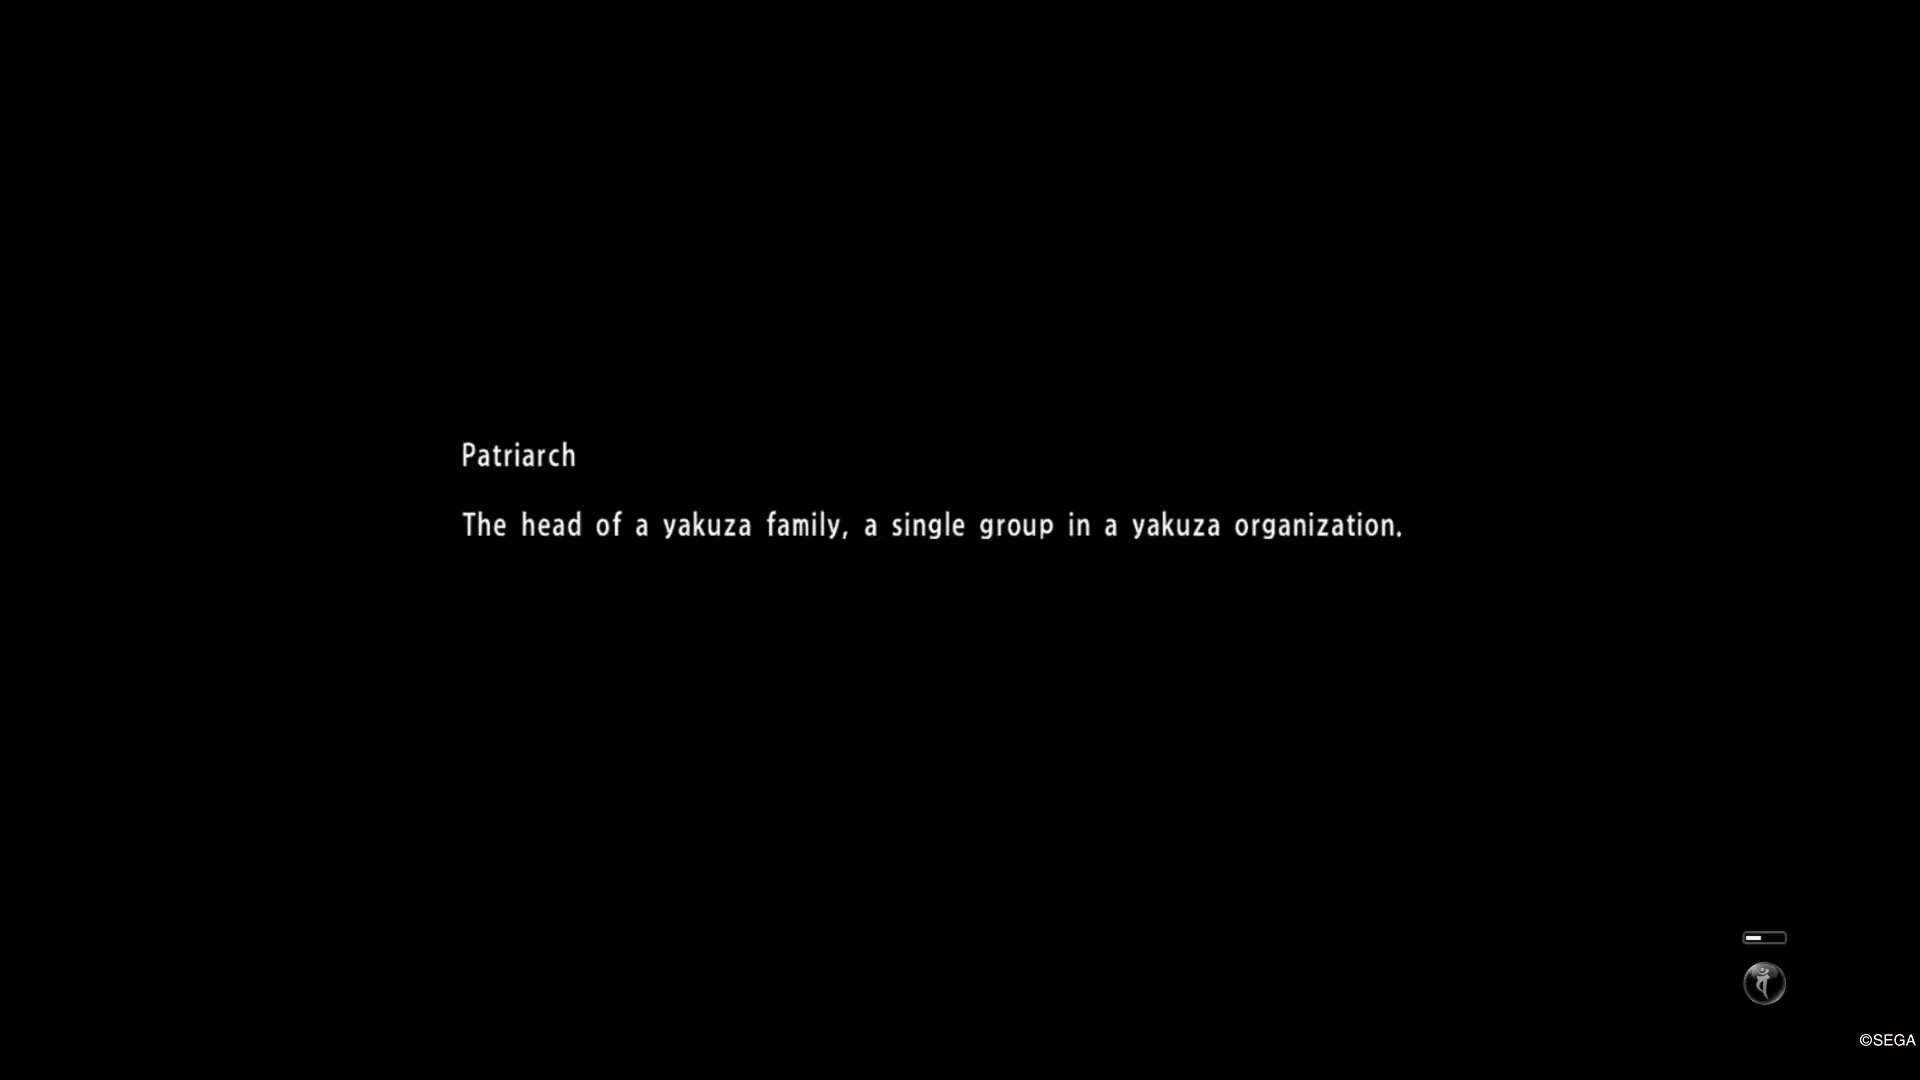 Patriarch
The head of a yakuza family, a single group in a yakuza organization.
©SEGA